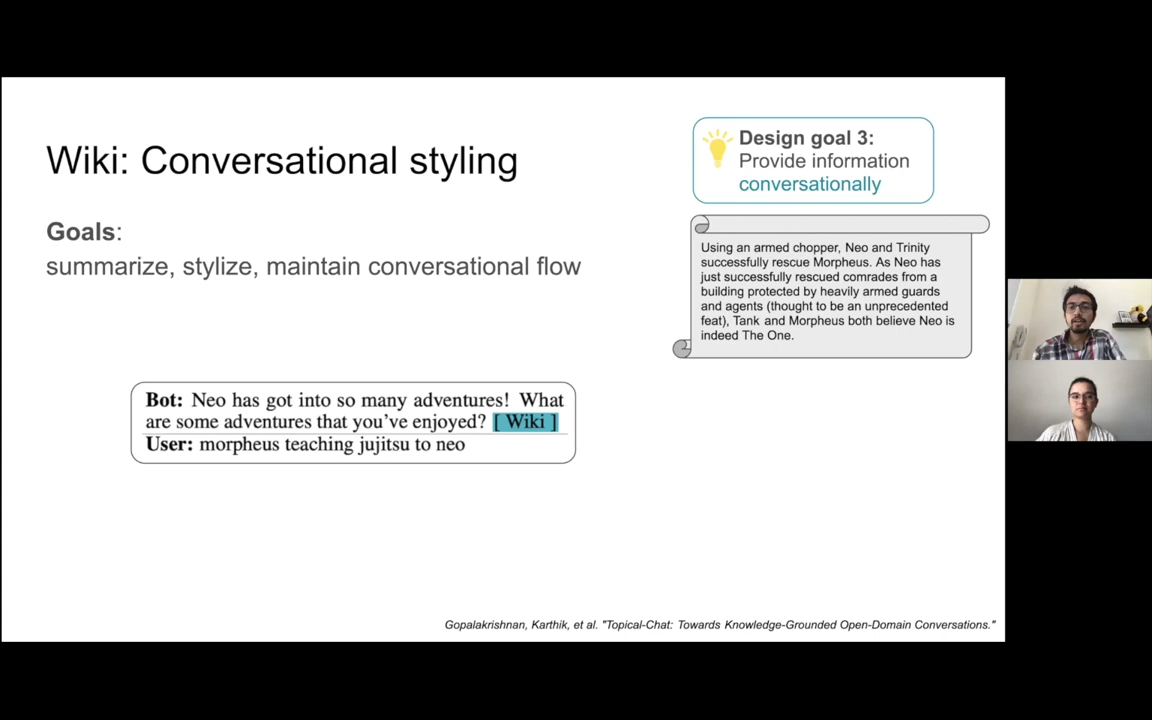 Wiki: Conversational styling
Goals:
summarize, stylize, maintain conversational flow
Design goal 3:
Provide information
conversationally
Using an armed chopper, Neo and Trinity
successfully rescue Morpheus. As Neo has
just successfully rescued comrades from a
building protected by heavily armed guards
and agents (thought to be an unprecedented
feat), Tank and Morpheus both believe Neo is
indeed The One.
Bot: Neo has got into so many adventures! What
are some adventures that you've enjoyed? [ Wiki ]
User: morpheus teaching jujitsu to neo
Gopalakrishnan, Karthik, et al. "Topical-Chat: Towards Knowledge-Grounded Open-Domain Conversations."